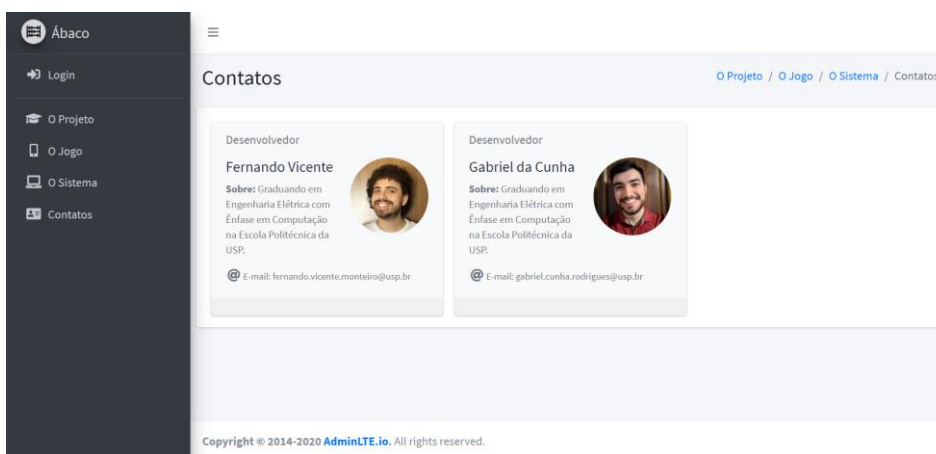 Ábaco
Login
O Projeto
O Jogo
O Sistema
Contatos
Contatos
O Projeto / O Jogo / O Sistema / Contatos
Desenvolvedor
Fernando Vicente
Sobre: Graduando em
Engenharia Elétrica com
Ênfase em Computação
na Escola Politécnica da
USP.
E-mail: fernando.vicente.monteiro@usp.br
Desenvolvedor
Gabriel da Cunha
Sobre: Graduando em
Engenharia Elétrica com
Ênfase em Computação
na Escola Politécnica da
USP.
E-mail: gabriel.cunha.rodrigues@usp.br
Copyright © 2014-2020 AdminLTE.io. All rights reserved.